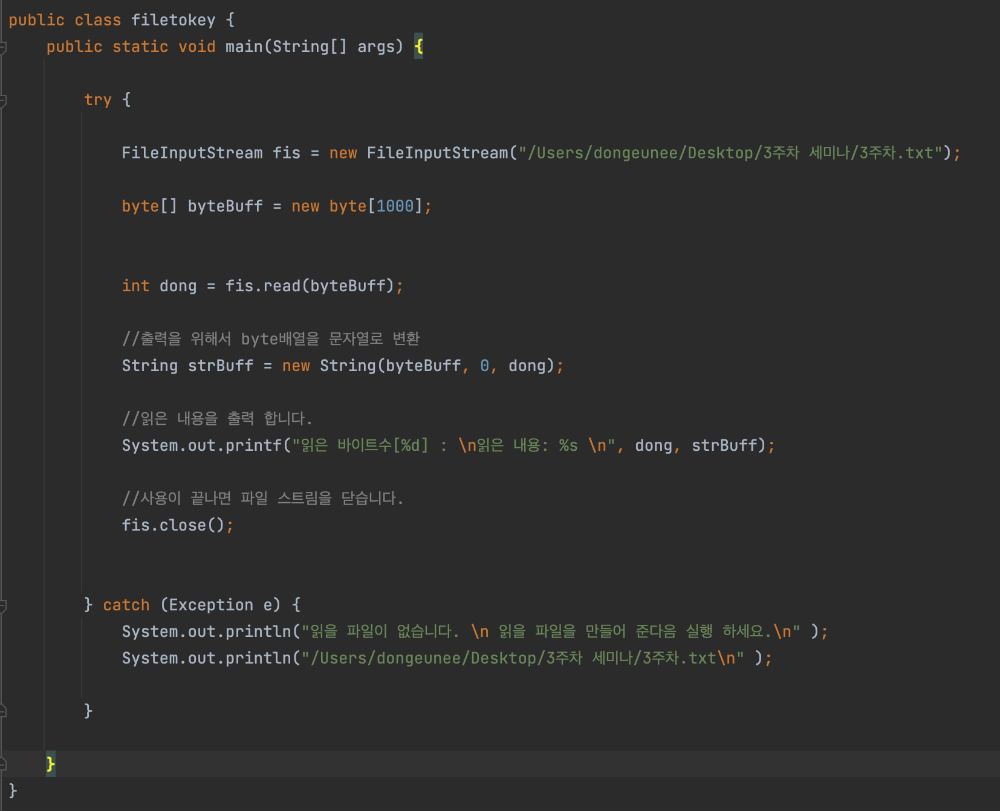 public class filetokey {
public static void main(String[] args) {
try {
FileInputStream fis = new FileInputStream("/Users/dongeunee/Desktop/3주차 세미나/3주차.txt");
byte[] byteBuff = new byte[1000];
int dong = fis.read(byteBuff);
//출력을 위해서 byte배열을 문자열로 변환
String strBuff = new String(byteBuff, 0, dong);
//읽은 내용을 출력 합니다.
System.out.printf("읽은 바이트수[%d] : \n읽은 내용: %s \n", dong, strBuff);
//사용이 끝나면 파일 스트림을 닫습니다.
fis.close();
} catch (Exception e) {
System.out.println("읽을 파일이 없습니다. \n 읽을 파일을 만들어 준다음 실행 하세요.\n" );
System.out.println("/Users/dongeunee/Desktop/3주차 세미나/3주차.txt\n" );
}
}
}